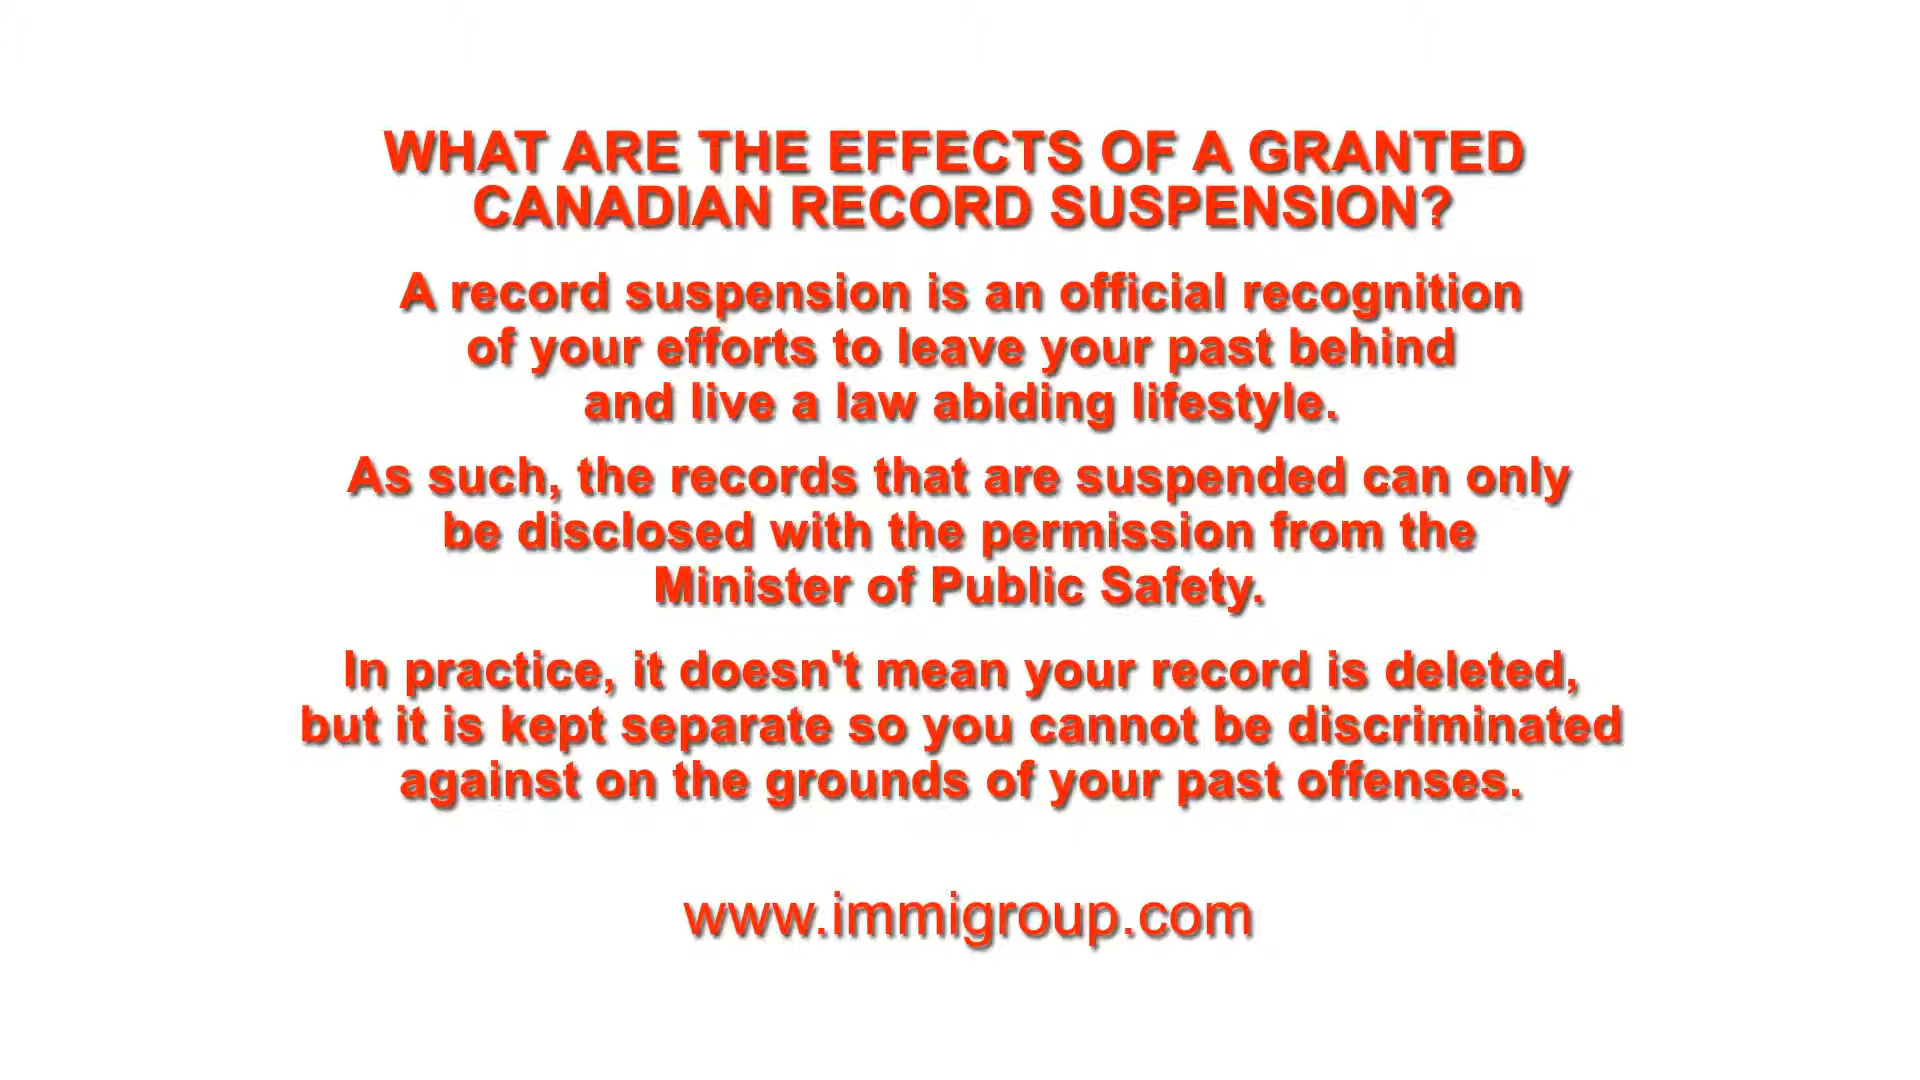 WHAT ARE THE EFFECTS OF A GRANTED
CANADIAN RECORD SUSPENSION?
A record suspension is an official recognition
of your efforts to leave your past behind
and live a law abiding lifestyle.
As such, the records that are suspended can only
be disclosed with the permission from the
Minister of Public Safety.
In practice, it doesn't mean your record is deleted,
but it is kept separate so you cannot be discriminated
against on the grounds of your past offenses.
www.immigroup.com